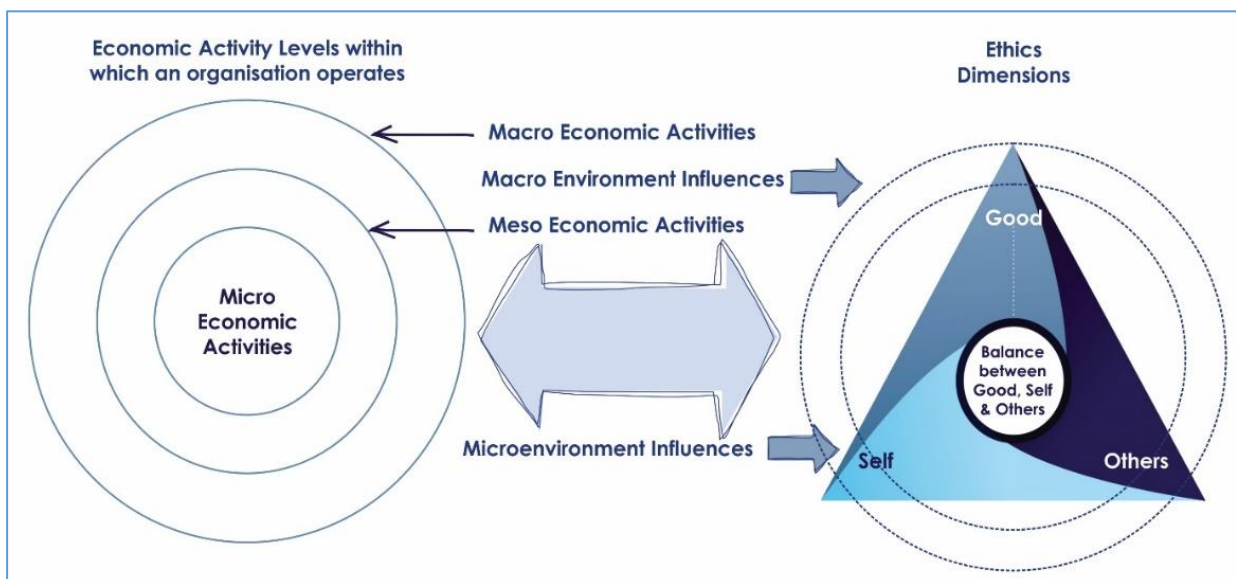 Economic Activity Levels within
which an organisation operates
Micro
Economic
Activities
Macro Economic Activities
Macro Environment Influences
Meso Economic Activities
Microenvironment Influences
Ethics
Dimensions
Good
Balance
between
Good, Self
& Others
Self
Others